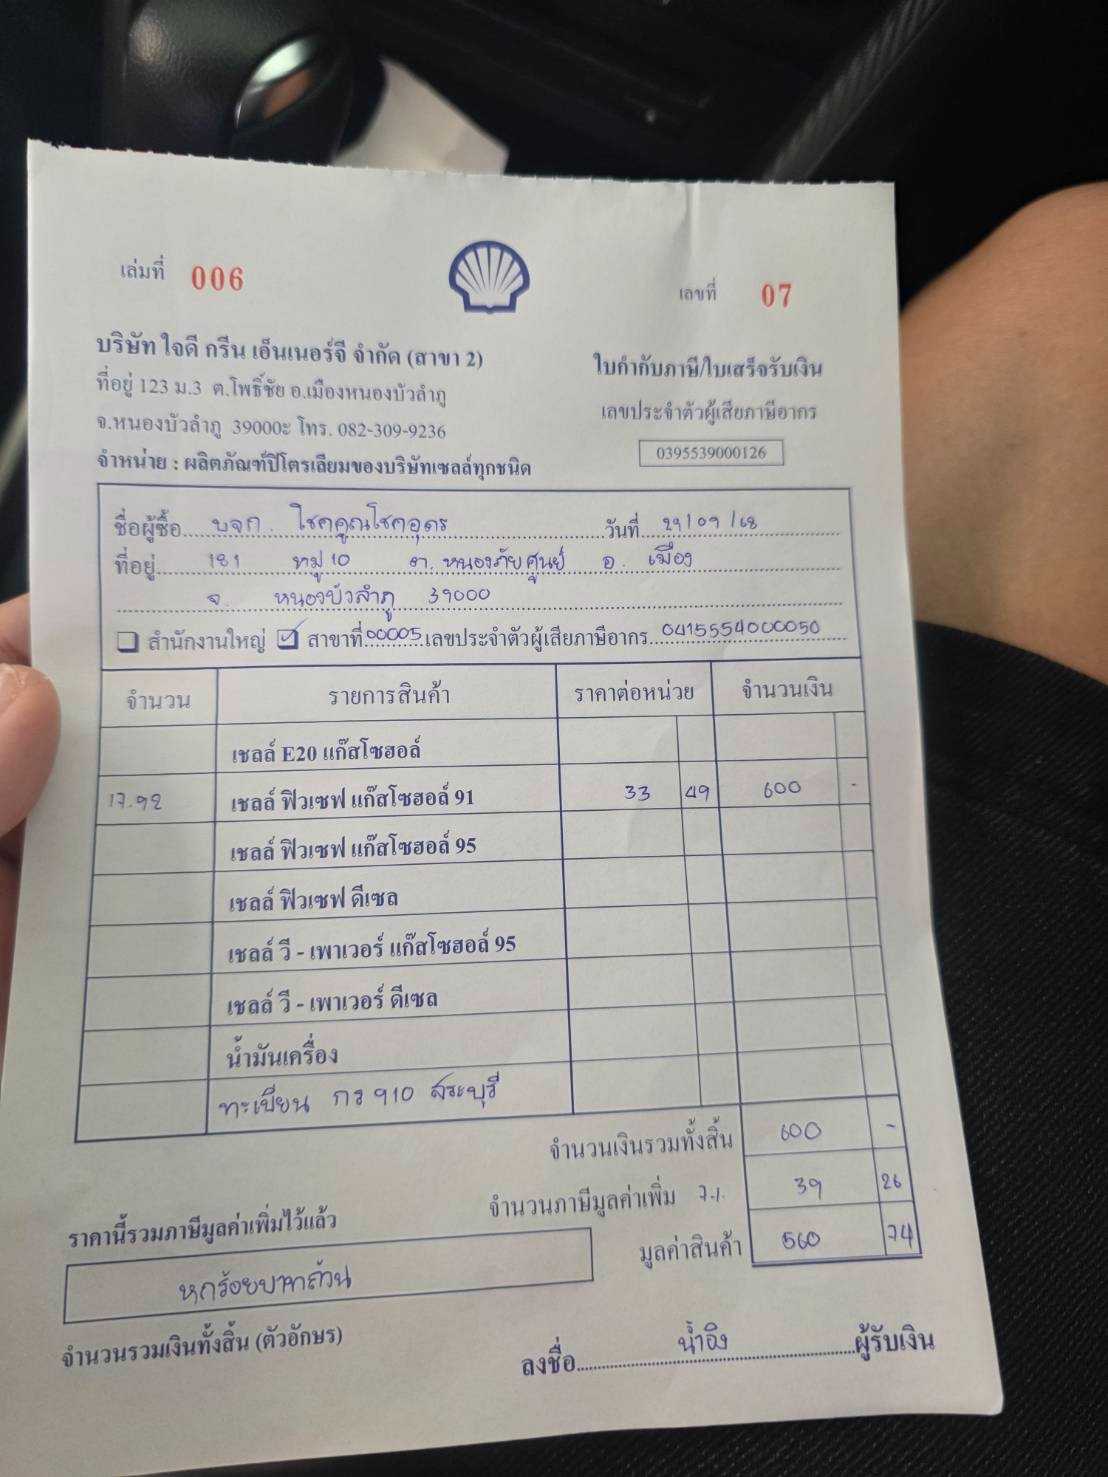 เล่มที่ 006
เลขที่ 07
บริษัท ใจดี กรีน เอ็นเนอร์จี จำกัด (สาขา 2)
ที่อยู่ 123 ม.3 ต.โพธิ์ชัย อ.เมืองหนองบัวลำภู
จ.หนองบัวลำภู 39000ะ โทร. 082-309-9236
จำหน่าย : ผลิตภัณฑ์ปิโตรเลียมของบริษัทเชลล์ทุกชนิด
ใบกำกับภาษี/ใบเสร็จรับเงิน
เลขประจำตัวผู้เสียภาษีอากร
0395539000126
ชื่อผู้ซื้อ บจก. โชคคูณโชคอุดร วันที่ 29/09/68
ที่อยู่ 181 หมู่ 10 ต. หนองภัยศูนย์ อ. เมือง
จ. หนองบัวลำภู 39000
สำนักงานใหญ่ ☑ สาขาที่ 00005 เลขประจำตัวผู้เสียภาษีอากร 0415554000050
จำนวน รายการสินค้า ราคาต่อหน่วย จำนวนเงิน
เชลล์ E20 แก๊สโซฮอล์
17.92 เชลล์ ฟิวเซฟ แก๊สโซฮอล์ 91 33 49 600 -
เชลล์ ฟิวเซฟ แก๊สโซฮอล์ 95
เชลล์ ฟิวเซฟ ดีเซล
เชลล์ วี - เพาเวอร์ แก๊สโซฮอล์ 95
เชลล์ วี - เพาเวอร์ ดีเซล
น้ำมันเครื่อง
ทะเบียน กร 910 สระบุรี
จำนวนเงินรวมทั้งสิ้น 600 -
จำนวนภาษีมูลค่าเพิ่ม 7% 39 26
ราคานี้รวมภาษีมูลค่าเพิ่มไว้แล้ว
มูลค่าสินค้า 560 74
หกร้อยบาทถ้วน
จำนวนรวมเงินทั้งสิ้น (ตัวอักษร)
ลงชื่อ น้ำอิง ผู้รับเงิน